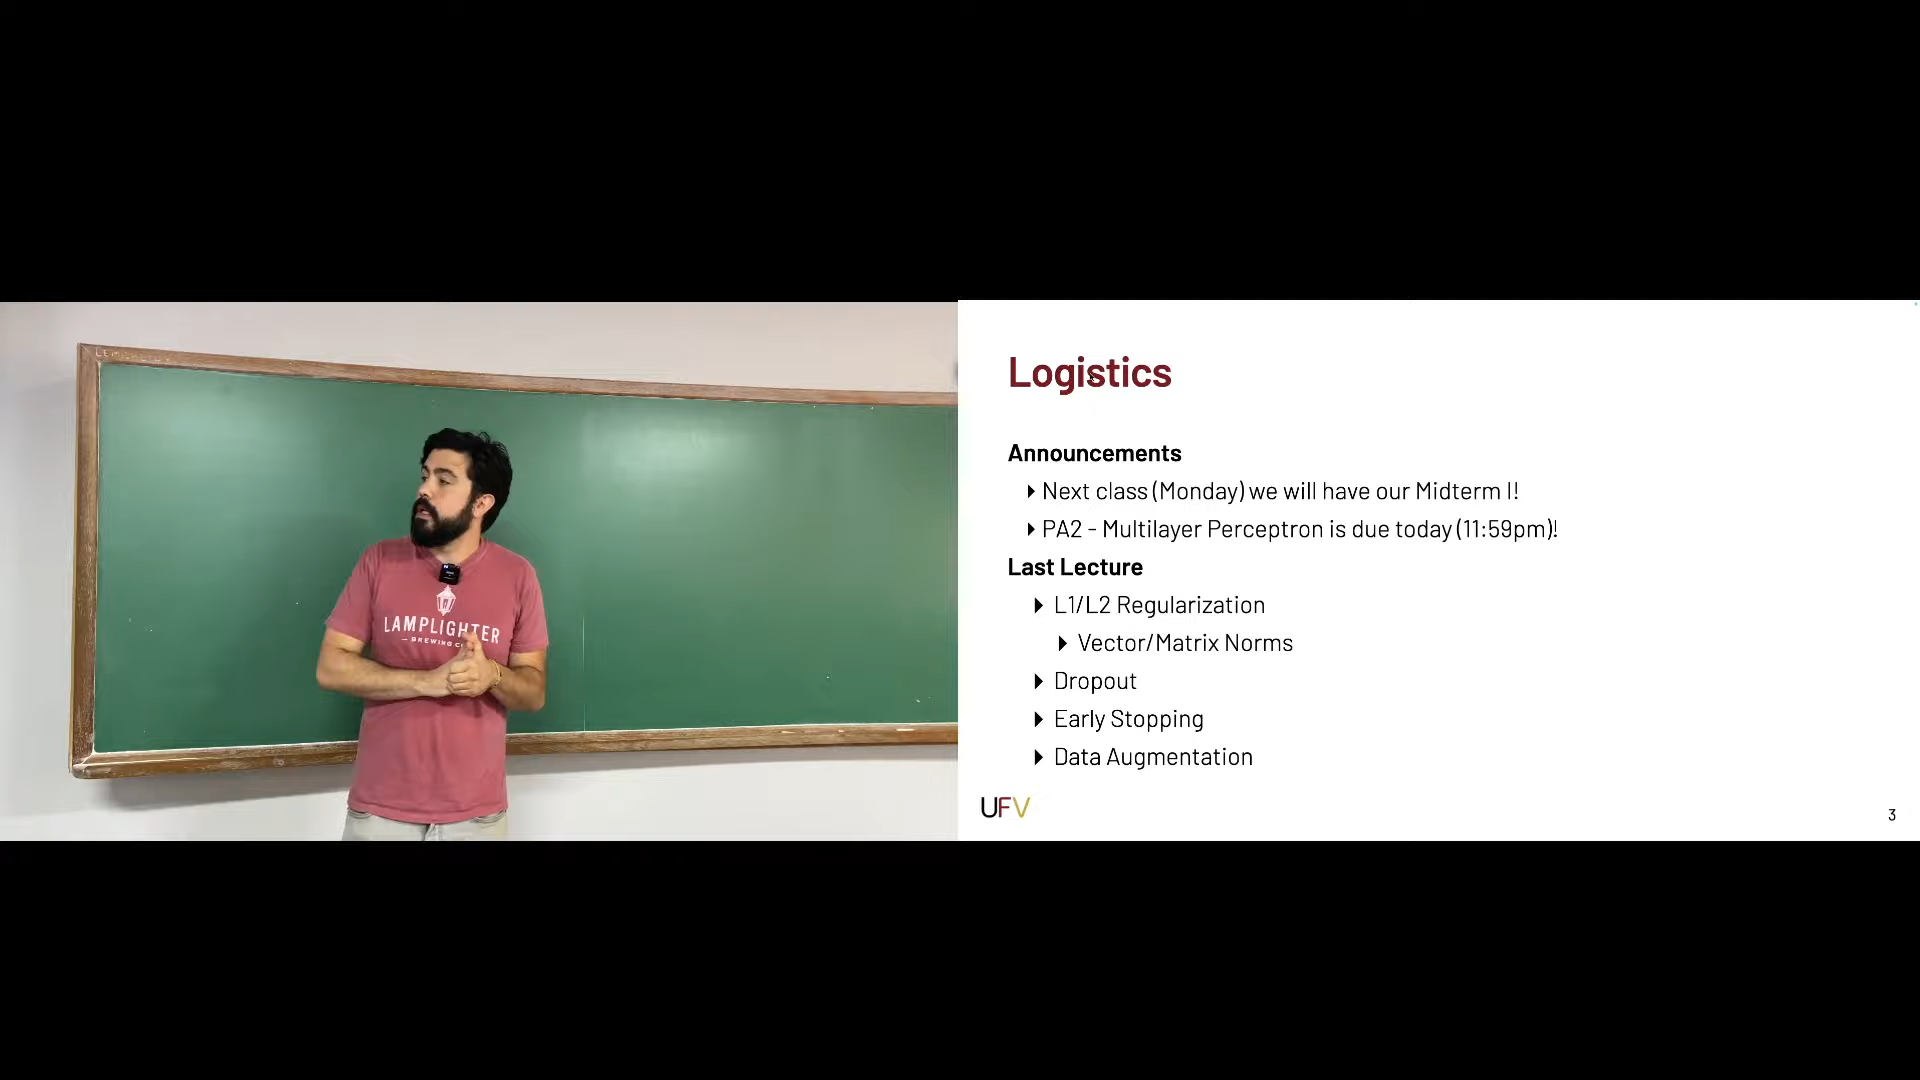 LAMPLIGHTER
Logistics
Announcements
Next class (Monday) we will have our Midterm I!
PA2 - Multilayer Perceptron is due today (11:59pm)!
Last Lecture
L1/L2 Regularization
Vector/Matrix Norms
Dropout
Early Stopping
Data Augmentation
UFV
3